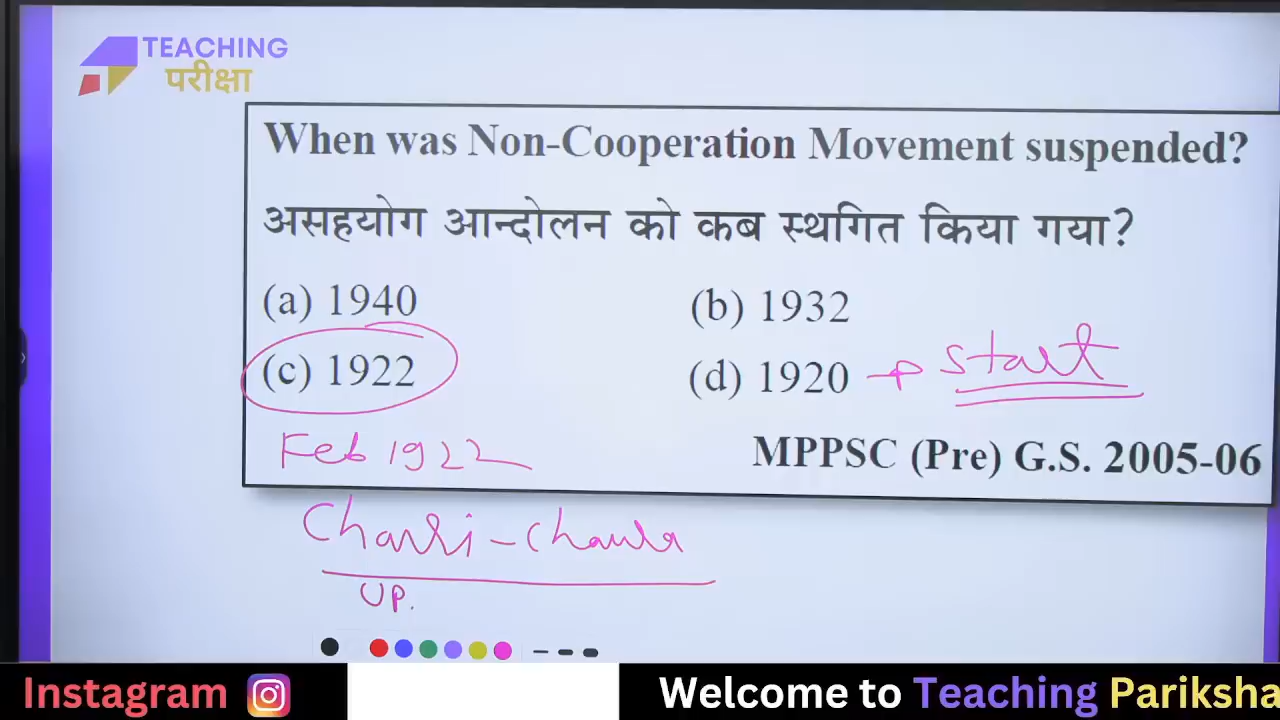 TEACHING
परीक्षा
When was Non-Cooperation Movement suspended?
असहयोग आन्दोलन को कब स्थगित किया गया?
(a) 1940 (b) 1932
(c) 1922 (d) 1920 → start
Feb 1922
MPPSC (Pre) G.S. 2005-06
Chauri-Chaura
UP.
Instagram
Welcome to Teaching Pariksha